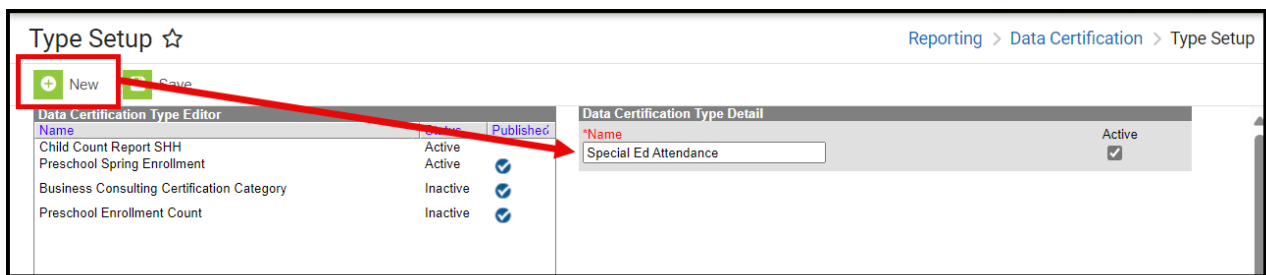 Type Setup
Reporting > Data Certification > Type Setup
New Save
Data Certification Type Editor
Name Status Published
Child Count Report SHH Active
Preschool Spring Enrollment Active
Business Consulting Certification Category Inactive
Preschool Enrollment Count Inactive
Data Certification Type Detail
*Name Active
Special Ed Attendance